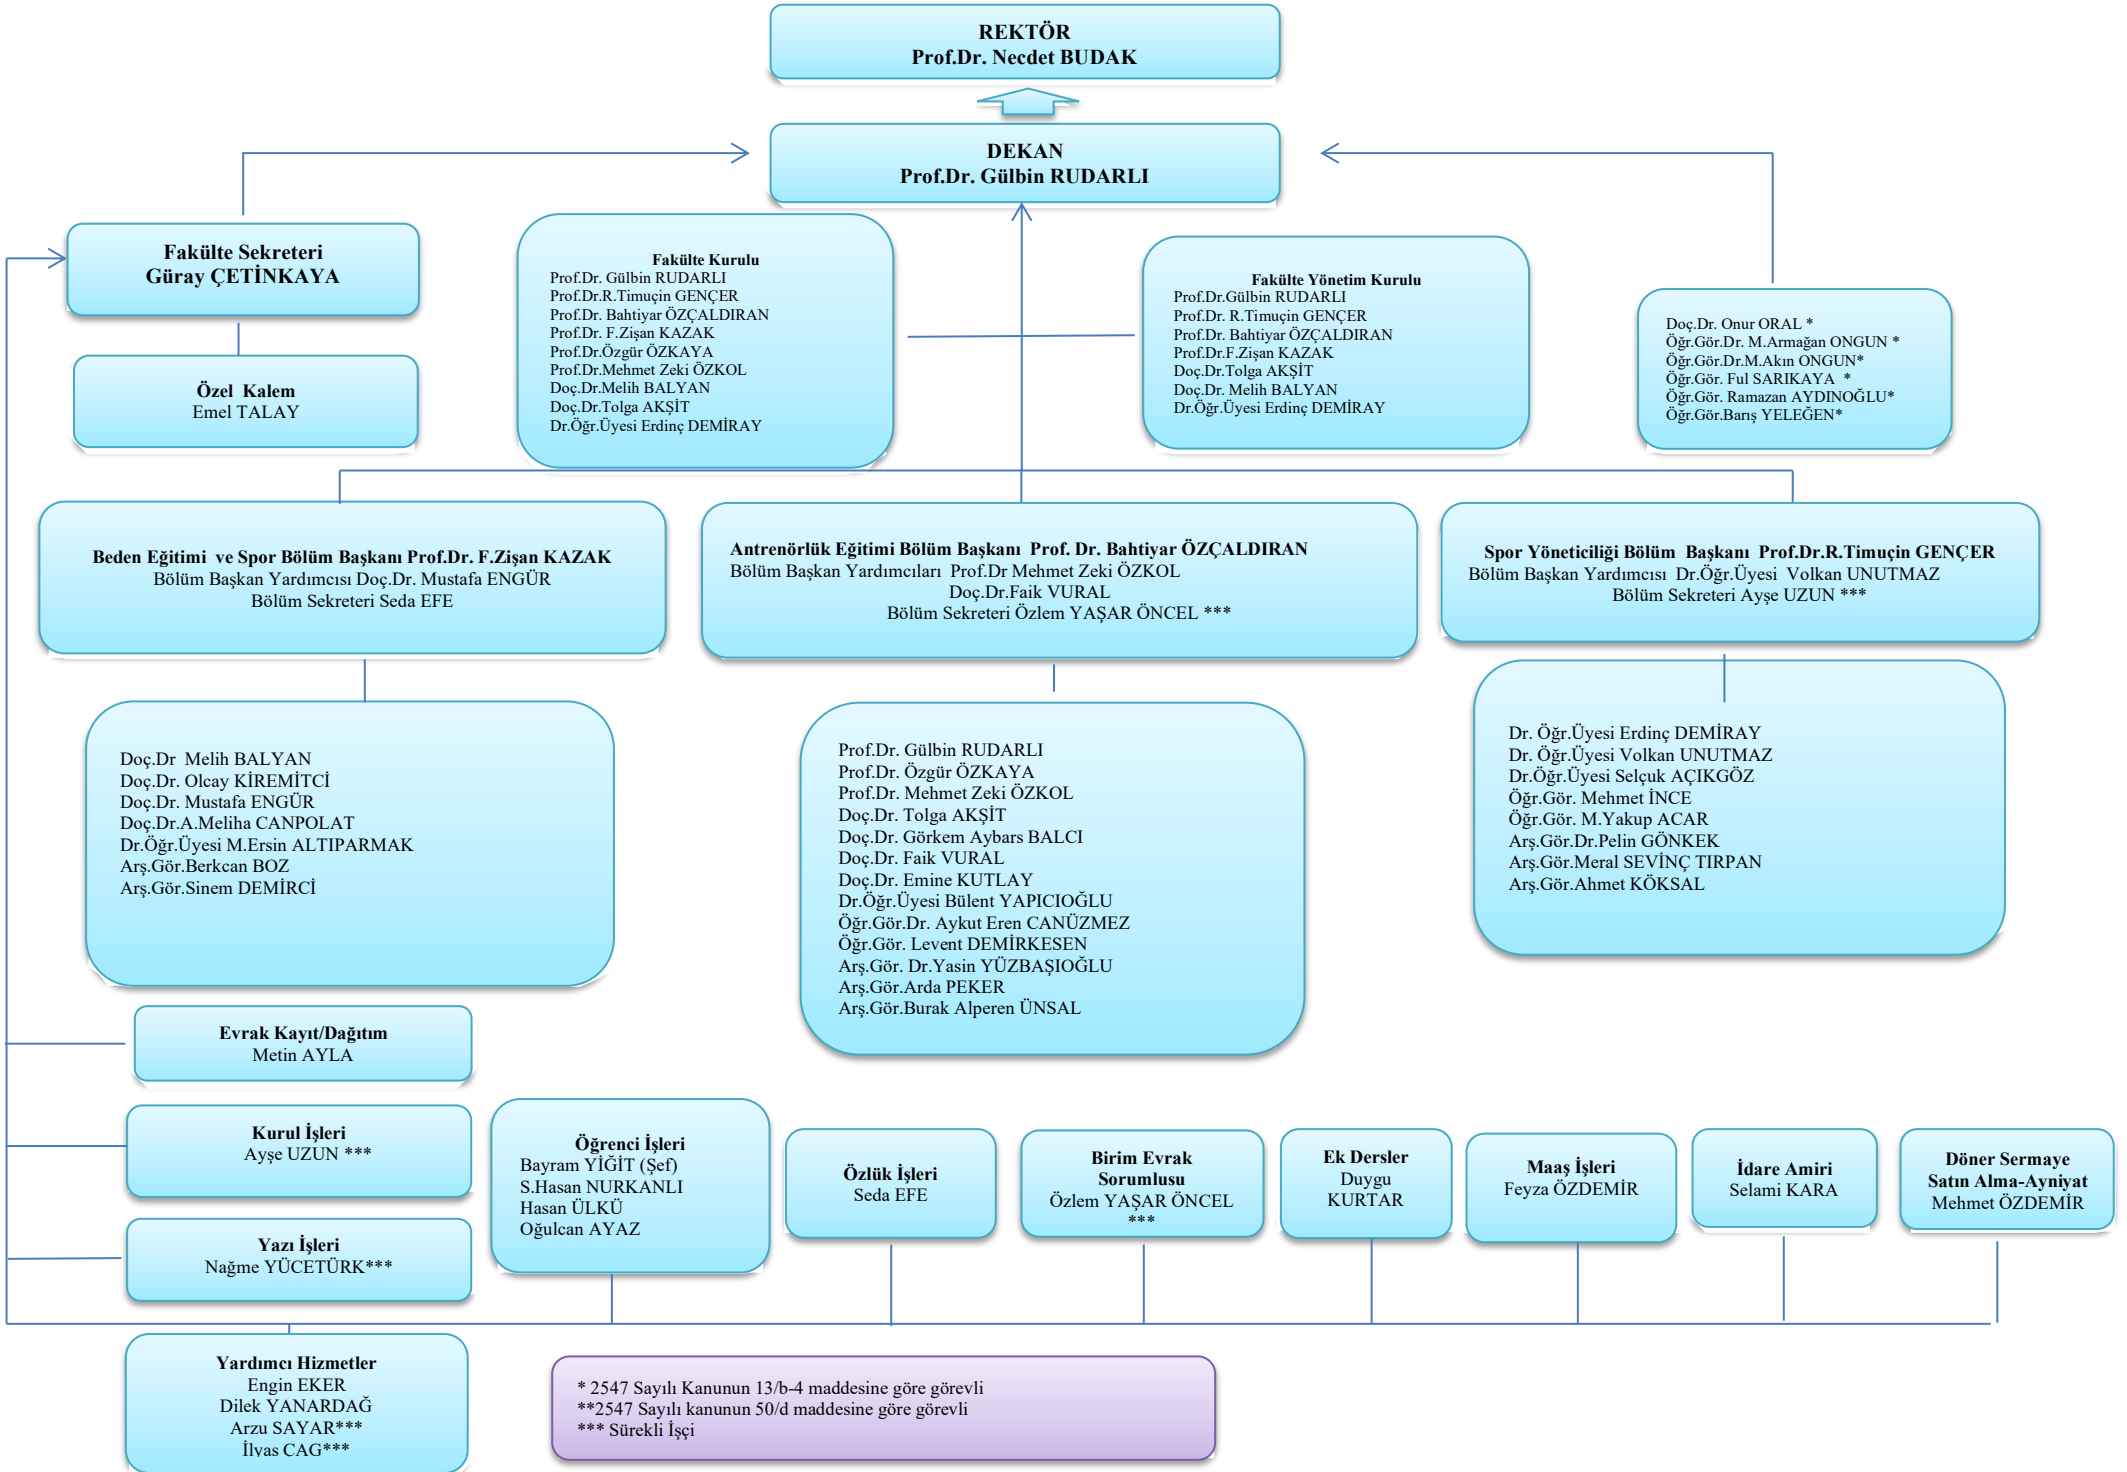 REKTÖR
Prof.Dr. Necdet BUDAK
DEKAN
Prof.Dr. Gülbin RUDARLI
Fakülte Sekreteri
Güray ÇETİNKAYA
Özel  Kalem
Emel TALAY
Fakülte Kurulu
Prof.Dr. Gülbin RUDARLI
Prof.Dr.R.Timuçin GENÇER
Prof.Dr. Bahtiyar ÖZÇALDIRAN
Prof.Dr. F.Zişan KAZAK
Prof.Dr.Özgür ÖZKAYA
Prof.Dr.Mehmet Zeki ÖZKOL
Doç.Dr.Melih BALYAN
Doç.Dr.Tolga AKŞİT
Dr.Öğr.Üyesi Erdinç DEMİRAY
Fakülte Yönetim Kurulu
Prof.Dr.Gülbin RUDARLI
Prof.Dr. R.Timuçin GENÇER
Prof.Dr. Bahtiyar ÖZÇALDIRAN
Prof.Dr.F.Zişan KAZAK
Doç.Dr.Tolga AKŞİT
Doç.Dr. Melih BALYAN
Dr.Öğr.Üyesi Erdinç DEMİRAY
Doç.Dr. Onur ORAL *
Öğr.Gör.Dr. M.Armağan ONGUN *
Öğr.Gör.Dr.M.Akın ONGUN*
Öğr.Gör. Ful SARIKAYA  *
Öğr.Gör. Ramazan AYDINOĞLU*
Öğr.Gör.Barış YELEĞEN*
Beden Eğitimi  ve Spor Bölüm Başkanı Prof.Dr. F.Zişan KAZAK
Bölüm Başkan Yardımcısı Doç.Dr. Mustafa ENGÜR
Bölüm Sekreteri Seda EFE
Antrenörlük Eğitimi Bölüm Başkanı  Prof. Dr. Bahtiyar ÖZÇALDIRAN
Bölüm Başkan Yardımcıları  Prof.Dr Mehmet Zeki ÖZKOL
Doç.Dr.Faik VURAL
Bölüm Sekreteri Özlem YAŞAR ÖNCEL ***
Spor Yöneticiliği Bölüm  Başkanı  Prof.Dr.R.Timuçin GENÇER
Bölüm Başkan Yardımcısı  Dr.Öğr.Üyesi  Volkan UNUTMAZ
Bölüm Sekreteri Ayşe UZUN ***
Doç.Dr  Melih BALYAN
Doç.Dr. Olcay KİREMİTCİ
Doç.Dr. Mustafa ENGÜR
Doç.Dr.A.Meliha CANPOLAT
Dr.Öğr.Üyesi M.Ersin ALTIPARMAK
Arş.Gör.Berkcan BOZ
Arş.Gör.Sinem DEMİRCİ
Prof.Dr. Gülbin RUDARLI
Prof.Dr. Özgür ÖZKAYA
Prof.Dr. Mehmet Zeki ÖZKOL
Doç.Dr. Tolga AKŞİT
Doç.Dr. Görkem Aybars BALCI
Doç.Dr. Faik VURAL
Doç.Dr. Emine KUTLAY
Dr.Öğr.Üyesi Bülent YAPICIOĞLU
Öğr.Gör.Dr. Aykut Eren CANÜZMEZ
Öğr.Gör. Levent DEMİRKESEN
Arş.Gör. Dr.Yasin YÜZBAŞIOĞLU
Arş.Gör.Arda PEKER
Arş.Gör.Burak Alperen ÜNSAL
Dr. Öğr.Üyesi Erdinç DEMİRAY
Dr. Öğr.Üyesi Volkan UNUTMAZ
Dr.Öğr.Üyesi Selçuk AÇIKGÖZ
Öğr.Gör. Mehmet İNCE
Öğr.Gör. M.Yakup ACAR
Arş.Gör.Dr.Pelin GÖNKEK
Arş.Gör.Meral SEVİNÇ TIRPAN
Arş.Gör.Ahmet KÖKSAL
Evrak Kayıt/Dağıtım
Metin AYLA
Kurul İşleri
Ayşe UZUN ***
Yazı İşleri
Nağme YÜCETÜRK***
Öğrenci İşleri
Bayram YİĞİT (Şef)
S.Hasan NURKANLI
Hasan ÜLKÜ
Oğulcan AYAZ
Özlük İşleri
Seda EFE
Birim Evrak
Sorumlusu
Özlem YAŞAR ÖNCEL
***
Ek Dersler
Duygu
KURTAR
Maaş İşleri
Feyza ÖZDEMİR
İdare Amiri
Selami KARA
Döner Sermaye
Satın Alma-Ayniyat
Mehmet ÖZDEMİR
Yardımcı Hizmetler
Engin EKER
Dilek YANARDAĞ
Arzu SAYAR***
İlyas ÇAG***
* 2547 Sayılı Kanunun 13/b-4 maddesine göre görevli
**2547 Sayılı kanunun 50/d maddesine göre görevli
*** Sürekli İşçi